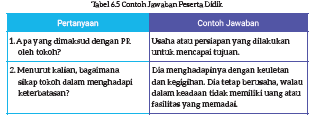 Tabel 6.5 Contoh Jawaban Peserta Didik
Pertanyaan
Contoh Jawaban
1. Apa yang dimaksud dengan PR
oleh tokoh?
Usaha atau persiapan yang dilakukan
untuk mencapai tujuan.
2. Menurut kalian, bagaimana
sikap tokoh dalam menghadapi
keterbatasan?
Dia menghadapinya dengan keuletan
dan kegigihan. Dia tetap berusaha, walau
dalam keadaan tidak memiliki uang atau
fasilitas yang memadai.